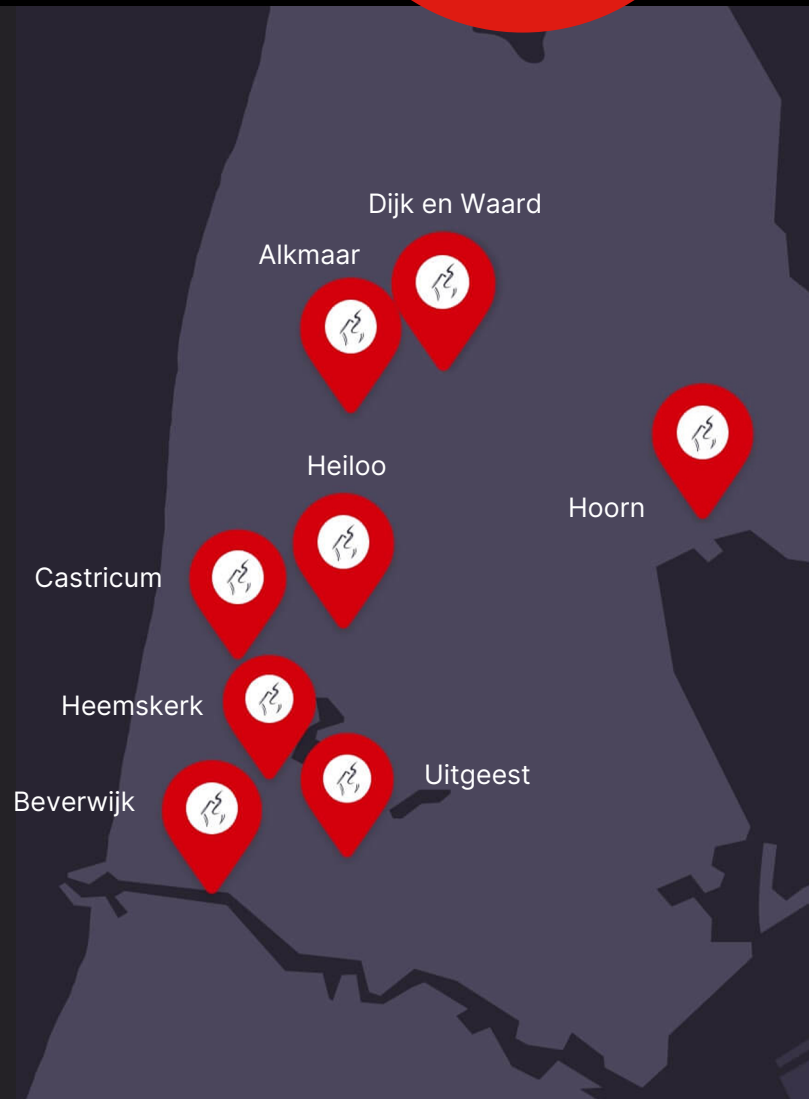 Dijk en Waard
Alkmaar
Heiloo
Hoorn
Castricum
Heemskerk
Uitgeest
Beverwijk